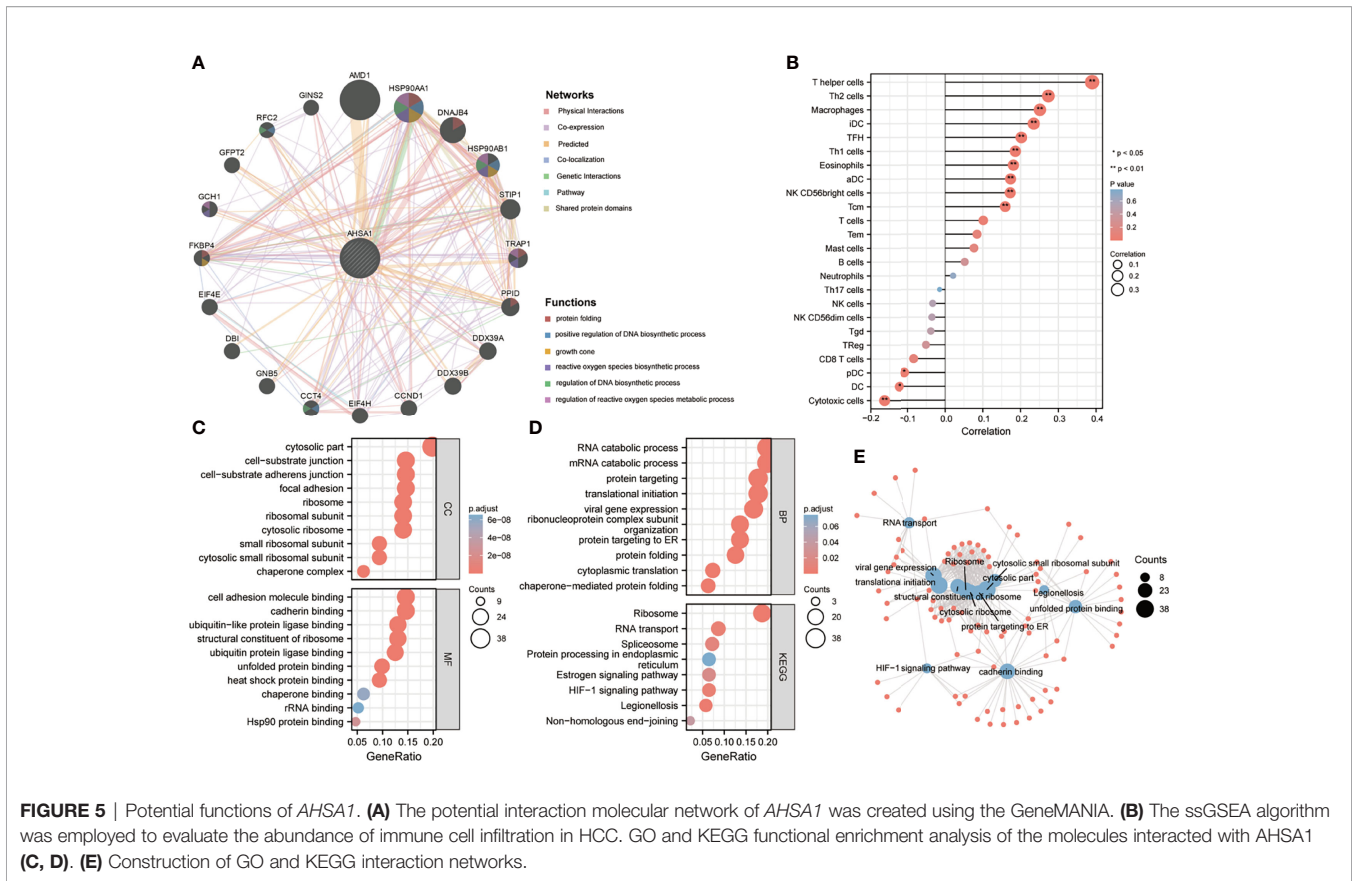 A
AMD1
HSP90AA1
DNAJB4
HSP90AB1
STIP1
TRAP1
PPID
DDX39A
DDX39B
CCND1
EIF4H
CCT4
GNB5
DBI
EIF4E
FKBP4
GCH1
GFPT2
RFC2
GINS2
AHSA1
Networks
Physical Interactions
Co-expression
Predicted
Co-localization
Genetic Interactions
Pathway
Shared protein domains
Functions
protein folding
positive regulation of DNA biosynthetic process
growth cone
reactive oxygen species biosynthetic process
regulation of DNA biosynthetic process
regulation of reactive oxygen species metabolic process
B
T helper cells **
Th2 cells **
Macrophages **
iDC **
TFH **
Th1 cells **
Eosinophils **
aDC **
NK CD56bright cells **
Tcm **
T cells
Tem
Mast cells
B cells
Neutrophils
Th17 cells
NK cells
NK CD56dim cells
Tgd
TReg
CD8 T cells
pDC *
DC *
Cytotoxic cells **
−0.2 −0.1 0.0 0.1 0.2 0.3 0.4
Correlation
* p < 0.05
** p < 0.01
P value
0.6
0.4
0.2
Correlation
0.1
0.2
0.3
C
cytosolic part
cell−substrate junction
cell−substrate adherens junction
focal adhesion
ribosome
ribosomal subunit
cytosolic ribosome
small ribosomal subunit
cytosolic small ribosomal subunit
chaperone complex
CC
cell adhesion molecule binding
cadherin binding
ubiquitin−like protein ligase binding
structural constituent of ribosome
ubiquitin protein ligase binding
unfolded protein binding
heat shock protein binding
chaperone binding
rRNA binding
Hsp90 protein binding
MF
0.05 0.10 0.15 0.20
GeneRatio
p.adjust
6e−08
4e−08
2e−08
Counts
9
24
38
D
RNA catabolic process
mRNA catabolic process
protein targeting
translational initiation
viral gene expression
ribonucleoprotein complex subunit
organization
protein targeting to ER
protein folding
cytoplasmic translation
chaperone−mediated protein folding
BP
Ribosome
RNA transport
Spliceosome
Protein processing in endoplasmic
reticulum
Estrogen signaling pathway
HIF−1 signaling pathway
Legionellosis
Non−homologous end−joining
KEGG
0.05 0.10 0.15 0.20
GeneRatio
p.adjust
0.06
0.04
0.02
Counts
3
20
38
E
RNA transport
Ribosome
cytosolic small ribosomal subunit
viral gene expression
cytosolic part
translational initiation
Legionellosis
structural constituent of ribosome
unfolded protein binding
cytosolic ribosome
protein targeting to ER
HIF−1 signaling pathway
cadherin binding
Counts
8
23
38
FIGURE 5 | Potential functions of AHSA1. (A) The potential interaction molecular network of AHSA1 was created using the GeneMANIA. (B) The ssGSEA algorithm
was employed to evaluate the abundance of immune cell infiltration in HCC. GO and KEGG functional enrichment analysis of the molecules interacted with AHSA1
(C, D). (E) Construction of GO and KEGG interaction networks.